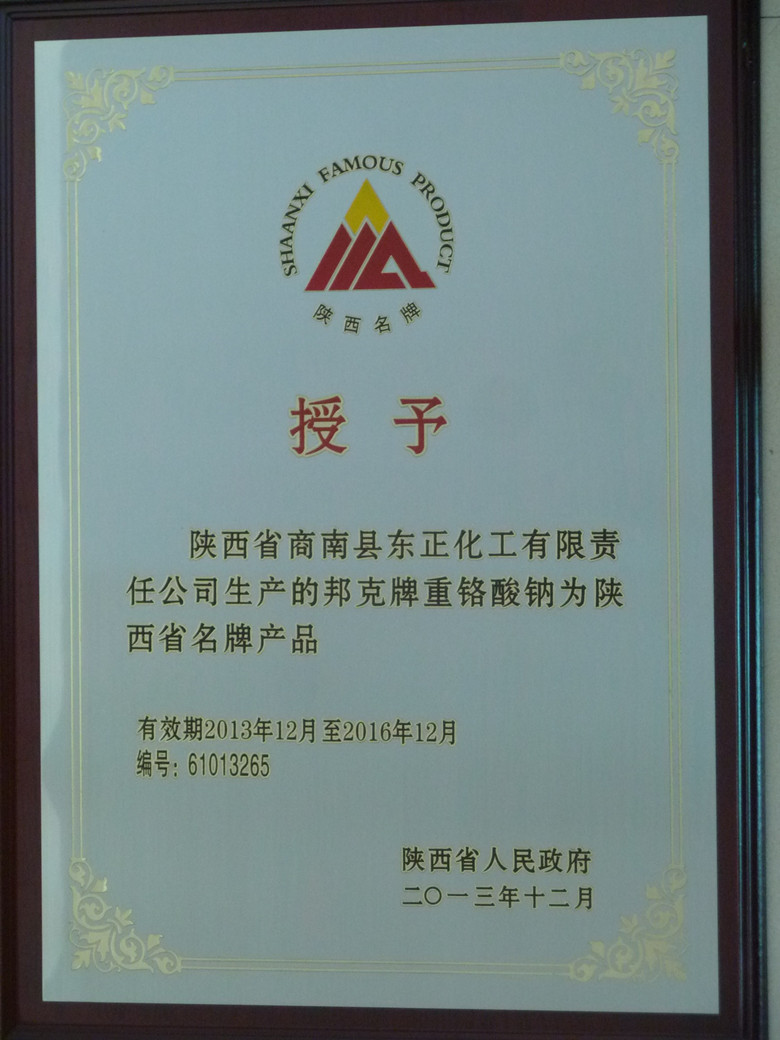 SHAANXI FAMOUS PRODUCT
陕西名牌
授予
陕西省商南县东正化工有限责
任公司生产的邦克牌重铬酸钠为陕
西省名牌产品
有效期2013年12月至2016年12月
编号：61013265
陕西省人民政府
二〇一三年十二月